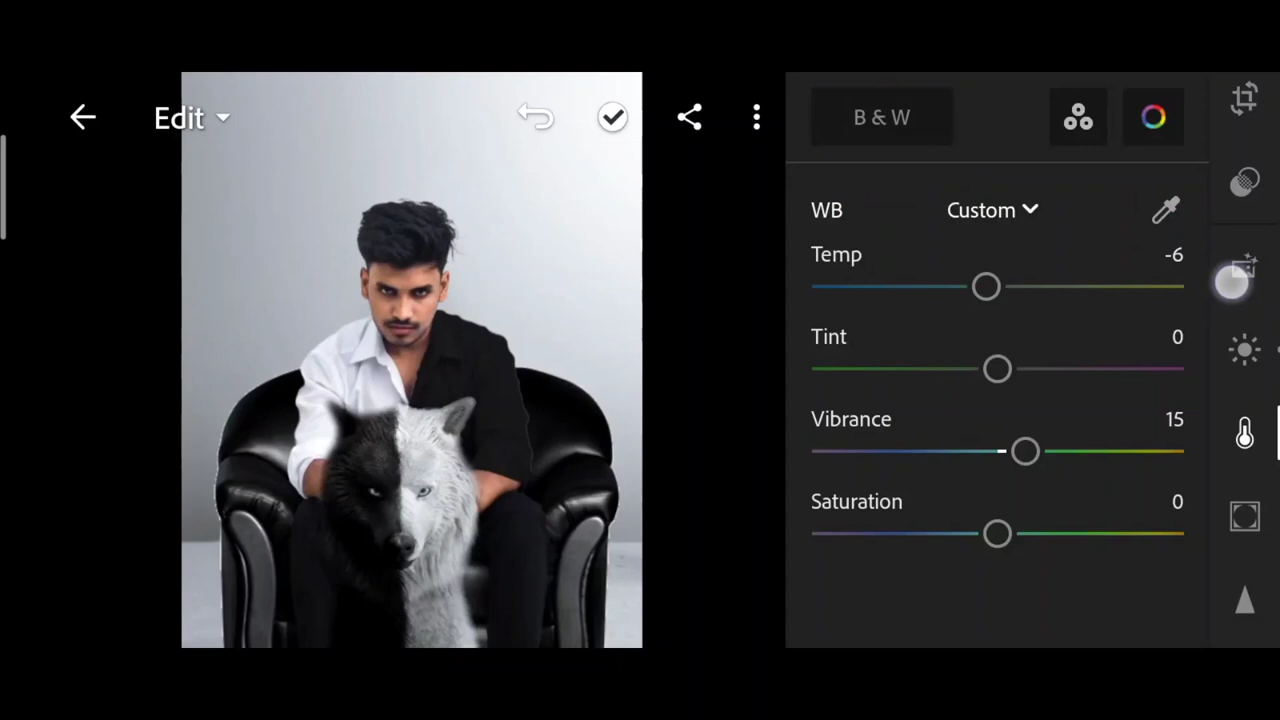 Edit
B & W
WB Custom
Temp -6
Tint 0
Vibrance 15
Saturation 0